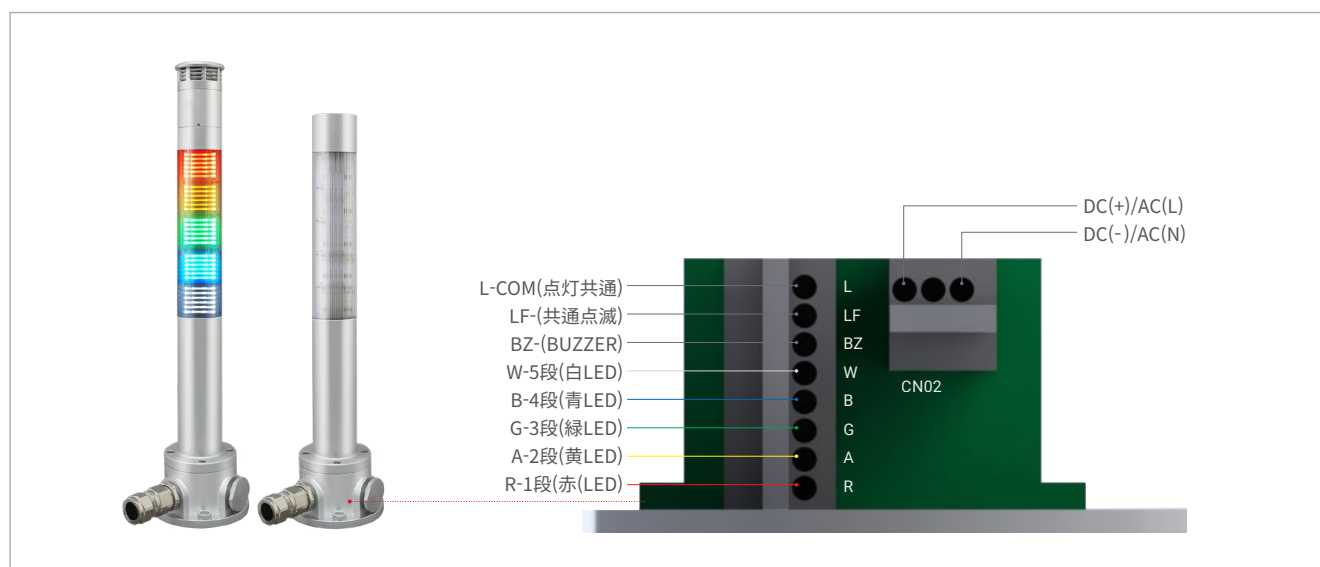 DC(+)/AC(L)
DC(-)/AC(N)
L-COM(点灯共通)
LF-(共通点滅)
BZ-(BUZZER)
W-5段(白LED)
B-4段(青LED)
G-3段(緑LED)
A-2段(黄LED)
R-1段(赤(LED)
L
LF
BZ
W
B
G
A
R
CN02